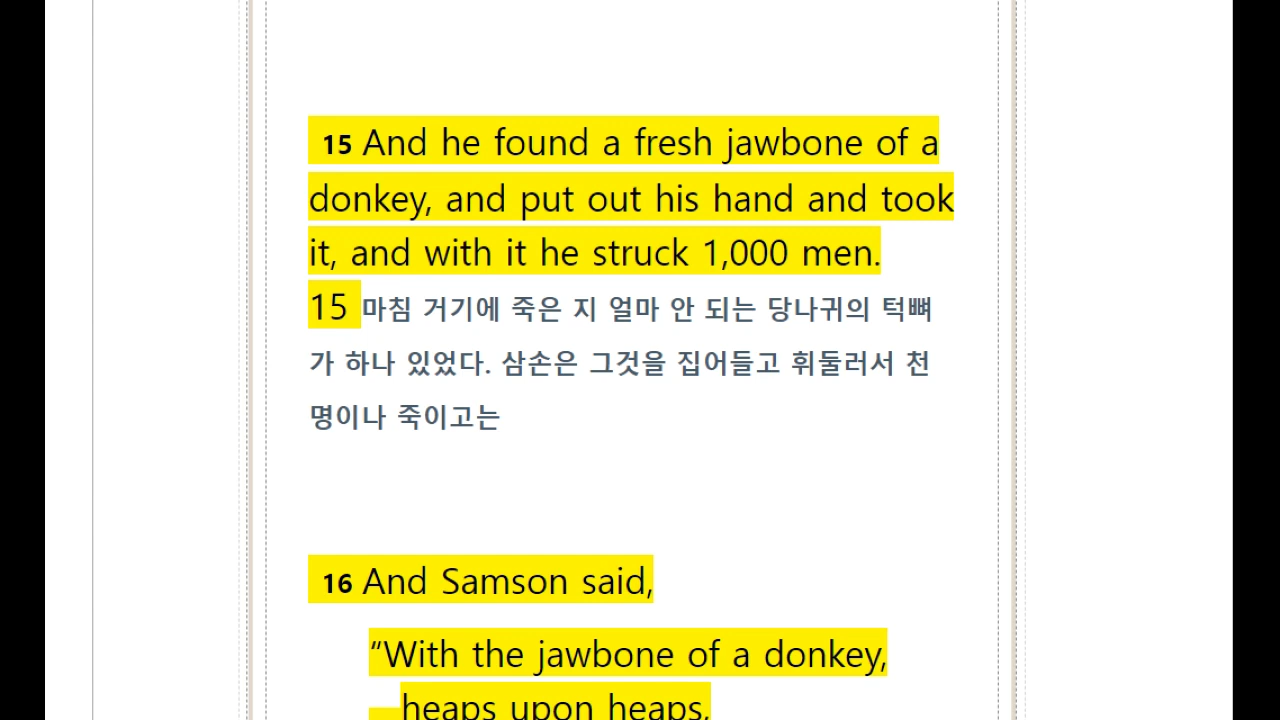 15 And he found a fresh jawbone of a
donkey, and put out his hand and took
it, and with it he struck 1,000 men.
15 마침 거기에 죽은 지 얼마 안 되는 당나귀의 턱뼈
가 하나 있었다. 삼손은 그것을 집어들고 휘둘러서 천
명이나 죽이고는
16 And Samson said,
“With the jawbone of a donkey,
heaps upon heaps,